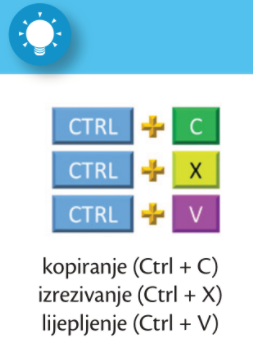 CTRL + C
CTRL + X
CTRL + V
kopiranje (Ctrl + C)
izrezivanje (Ctrl + X)
lijepljenje (Ctrl + V)